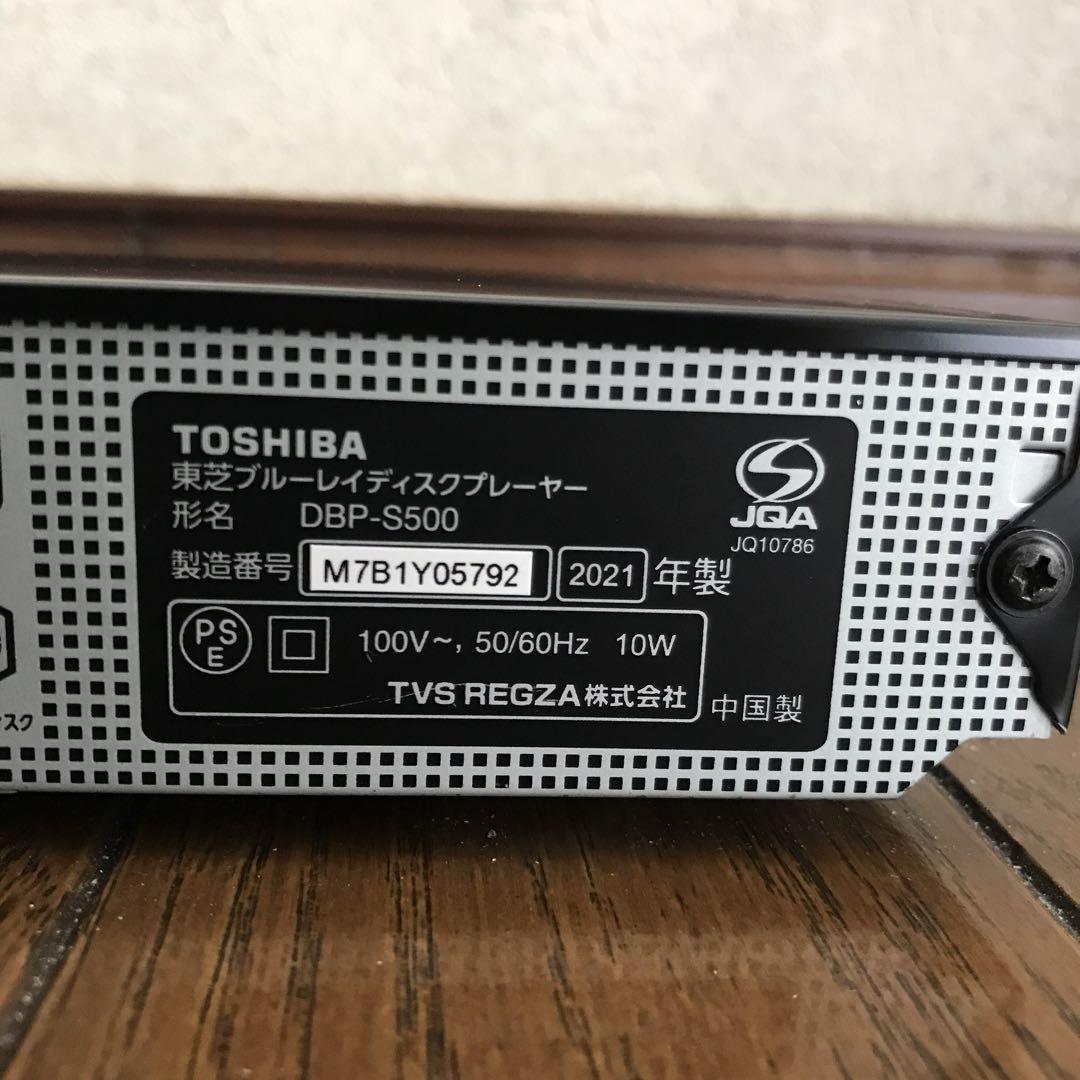 TOSHIBA
東芝ブルーレイディスクプレーヤー
形名 DBP-S500
製造番号 M7B1Y05792 2021 年製
JQA
JQ10786
PS
E
100V～, 50/60Hz 10W
TVS REGZA株式会社
中国製
スク